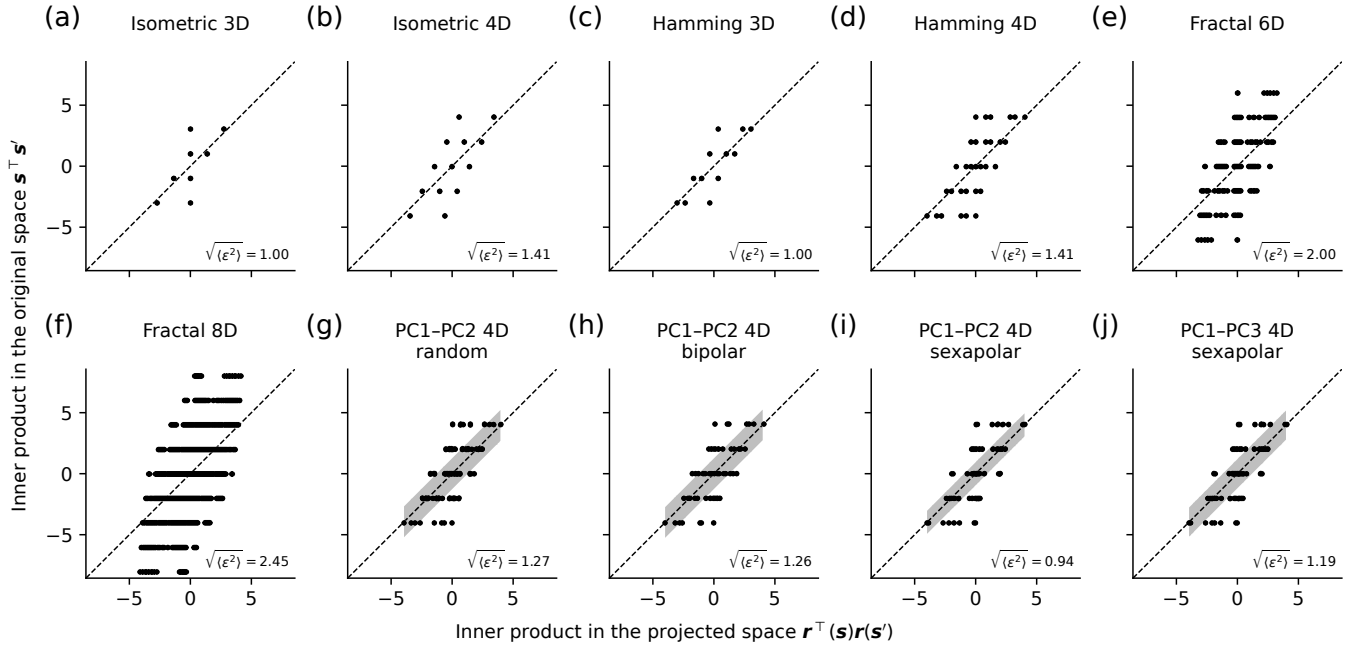 (a) Isometric 3D
(b) Isometric 4D
(c) Hamming 3D
(d) Hamming 4D
(e) Fractal 6D
5
0
−5
√⟨ε²⟩ = 1.00
√⟨ε²⟩ = 1.41
√⟨ε²⟩ = 1.00
√⟨ε²⟩ = 1.41
√⟨ε²⟩ = 2.00
Inner product in the original space s⊤ s′
(f) Fractal 8D
(g) PC1–PC2 4D
random
(h) PC1–PC2 4D
bipolar
(i) PC1–PC2 4D
sexapolar
(j) PC1–PC3 4D
sexapolar
5
0
−5
√⟨ε²⟩ = 2.45
√⟨ε²⟩ = 1.27
√⟨ε²⟩ = 1.26
√⟨ε²⟩ = 0.94
√⟨ε²⟩ = 1.19
−5 0 5
−5 0 5
−5 0 5
−5 0 5
−5 0 5
Inner product in the projected space r⊤(s)r(s′)